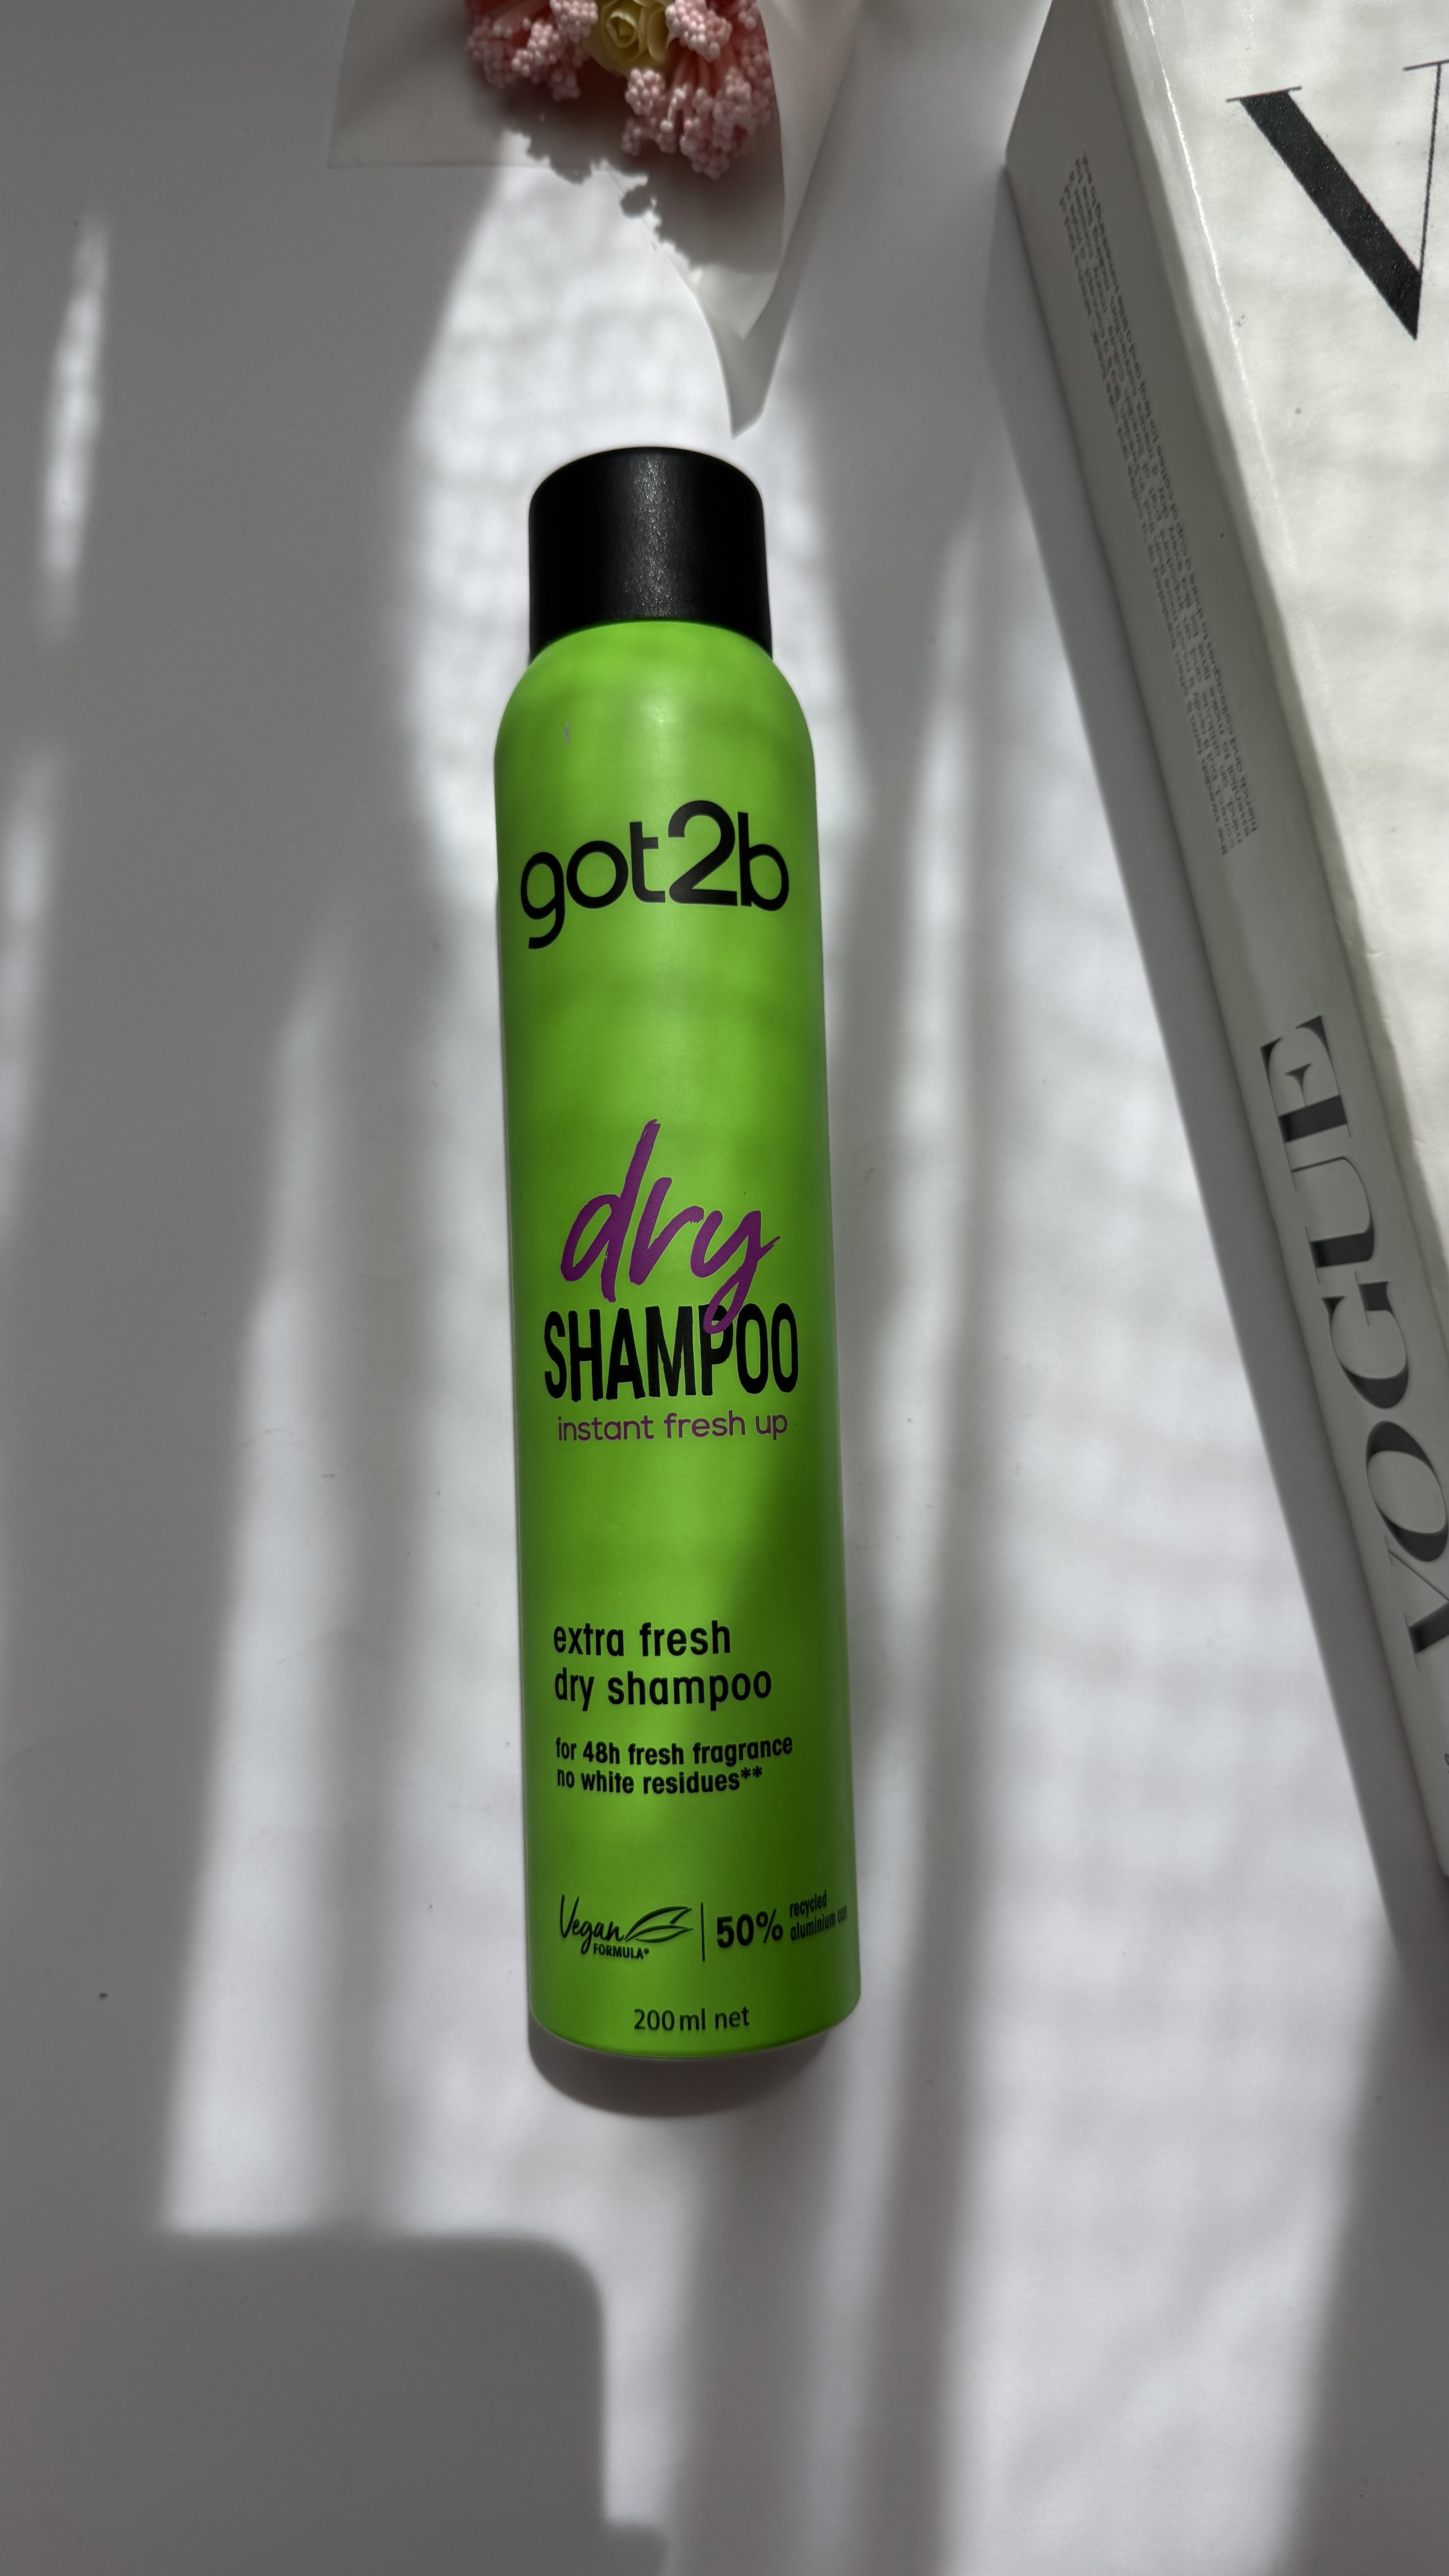 got2b
dry
SHAMPOO
instant fresh up
extra fresh
dry shampoo
for 48h fresh fragrance
no white residues**
Vegan
FORMULA*
50%
recycled
aluminium can
200 ml net
V
VOGUE